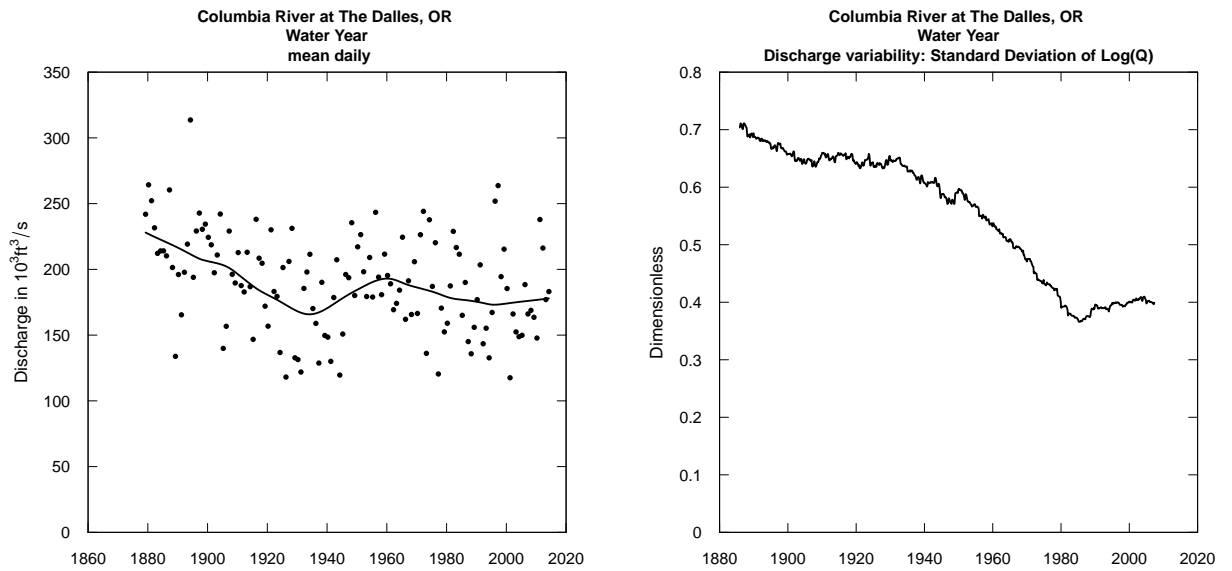 Columbia River at The Dalles, OR
Water Year
mean daily
350
300
250
200
150
100
50
0
Discharge in 10³ft³/s
1860 1880 1900 1920 1940 1960 1980 2000 2020
Columbia River at The Dalles, OR
Water Year
Discharge variability: Standard Deviation of Log(Q)
0.8
0.7
0.6
0.5
0.4
0.3
0.2
0.1
0
Dimensionless
1880 1900 1920 1940 1960 1980 2000 2020